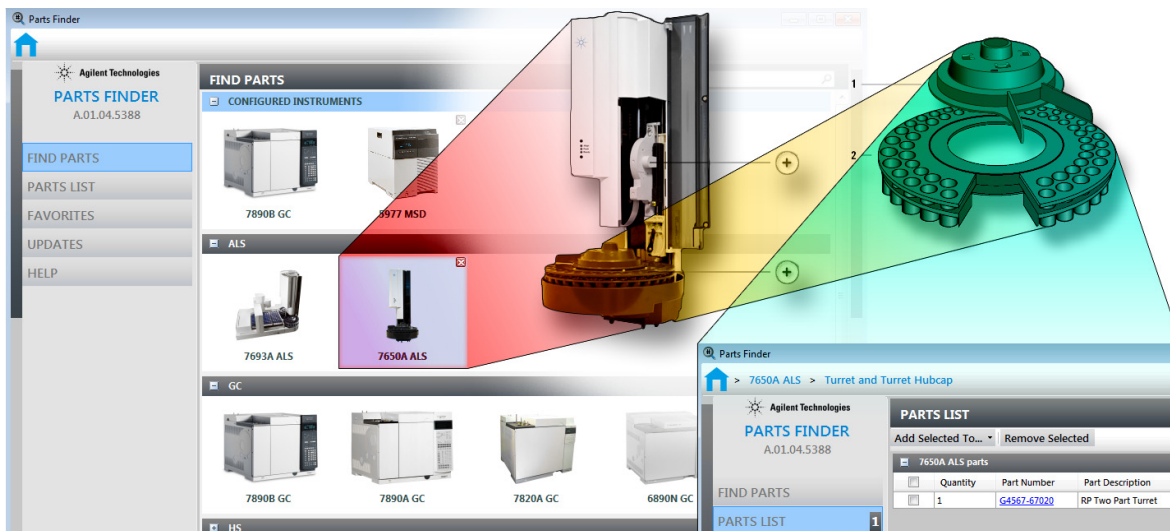 Parts Finder
Agilent Technologies
PARTS FINDER
A.01.04.5388
FIND PARTS
PARTS LIST
FAVORITES
UPDATES
HELP
FIND PARTS
CONFIGURED INSTRUMENTS
7890B GC
5977 MSD
ALS
7693A ALS
7650A ALS
GC
7890B GC
7890A GC
7820A GC
6890N GC
HS
1
2
Parts Finder
> 7650A ALS > Turret and Turret Hubcap
Agilent Technologies
PARTS FINDER
A.01.04.5388
FIND PARTS
PARTS LIST 1
PARTS LIST
Add Selected To... Remove Selected
7650A ALS parts
Quantity Part Number Part Description
1 G4567-67020 RP Two Part Turret